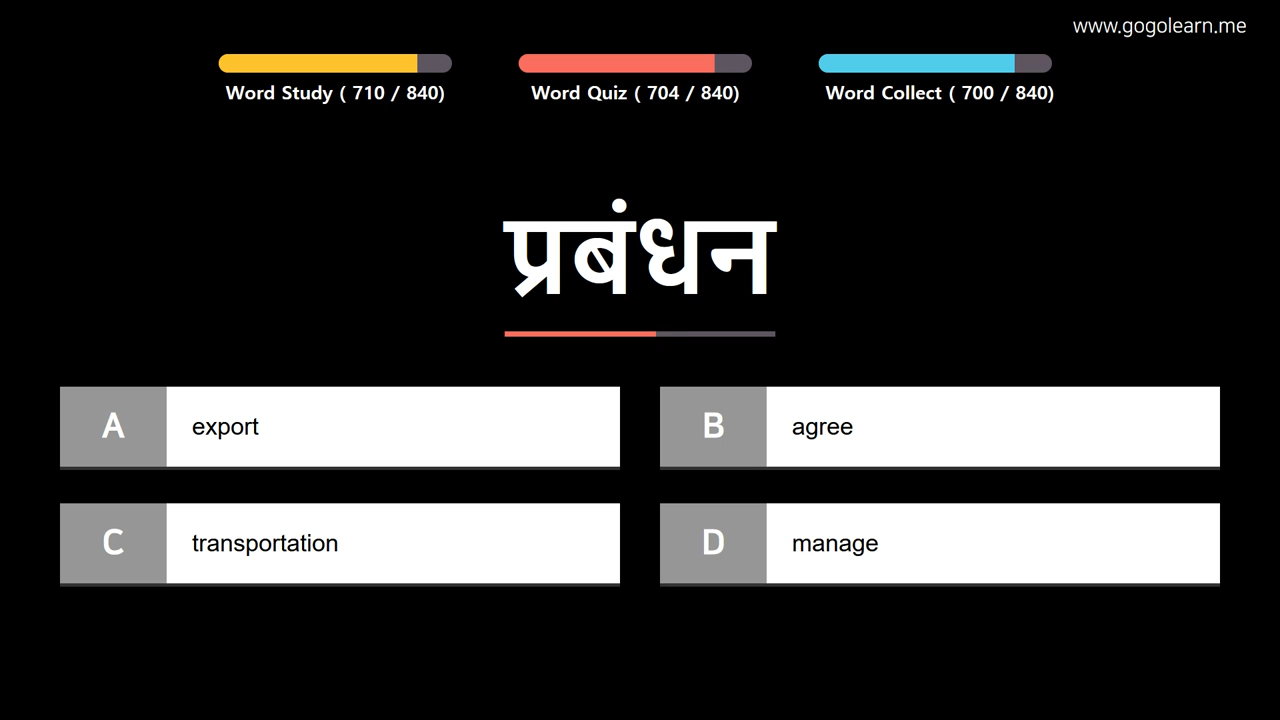 www.gogolearn.me
Word Study ( 710 / 840)
Word Quiz ( 704 / 840)
Word Collect ( 700 / 840)
प्रबंधन
A export
B agree
C transportation
D manage